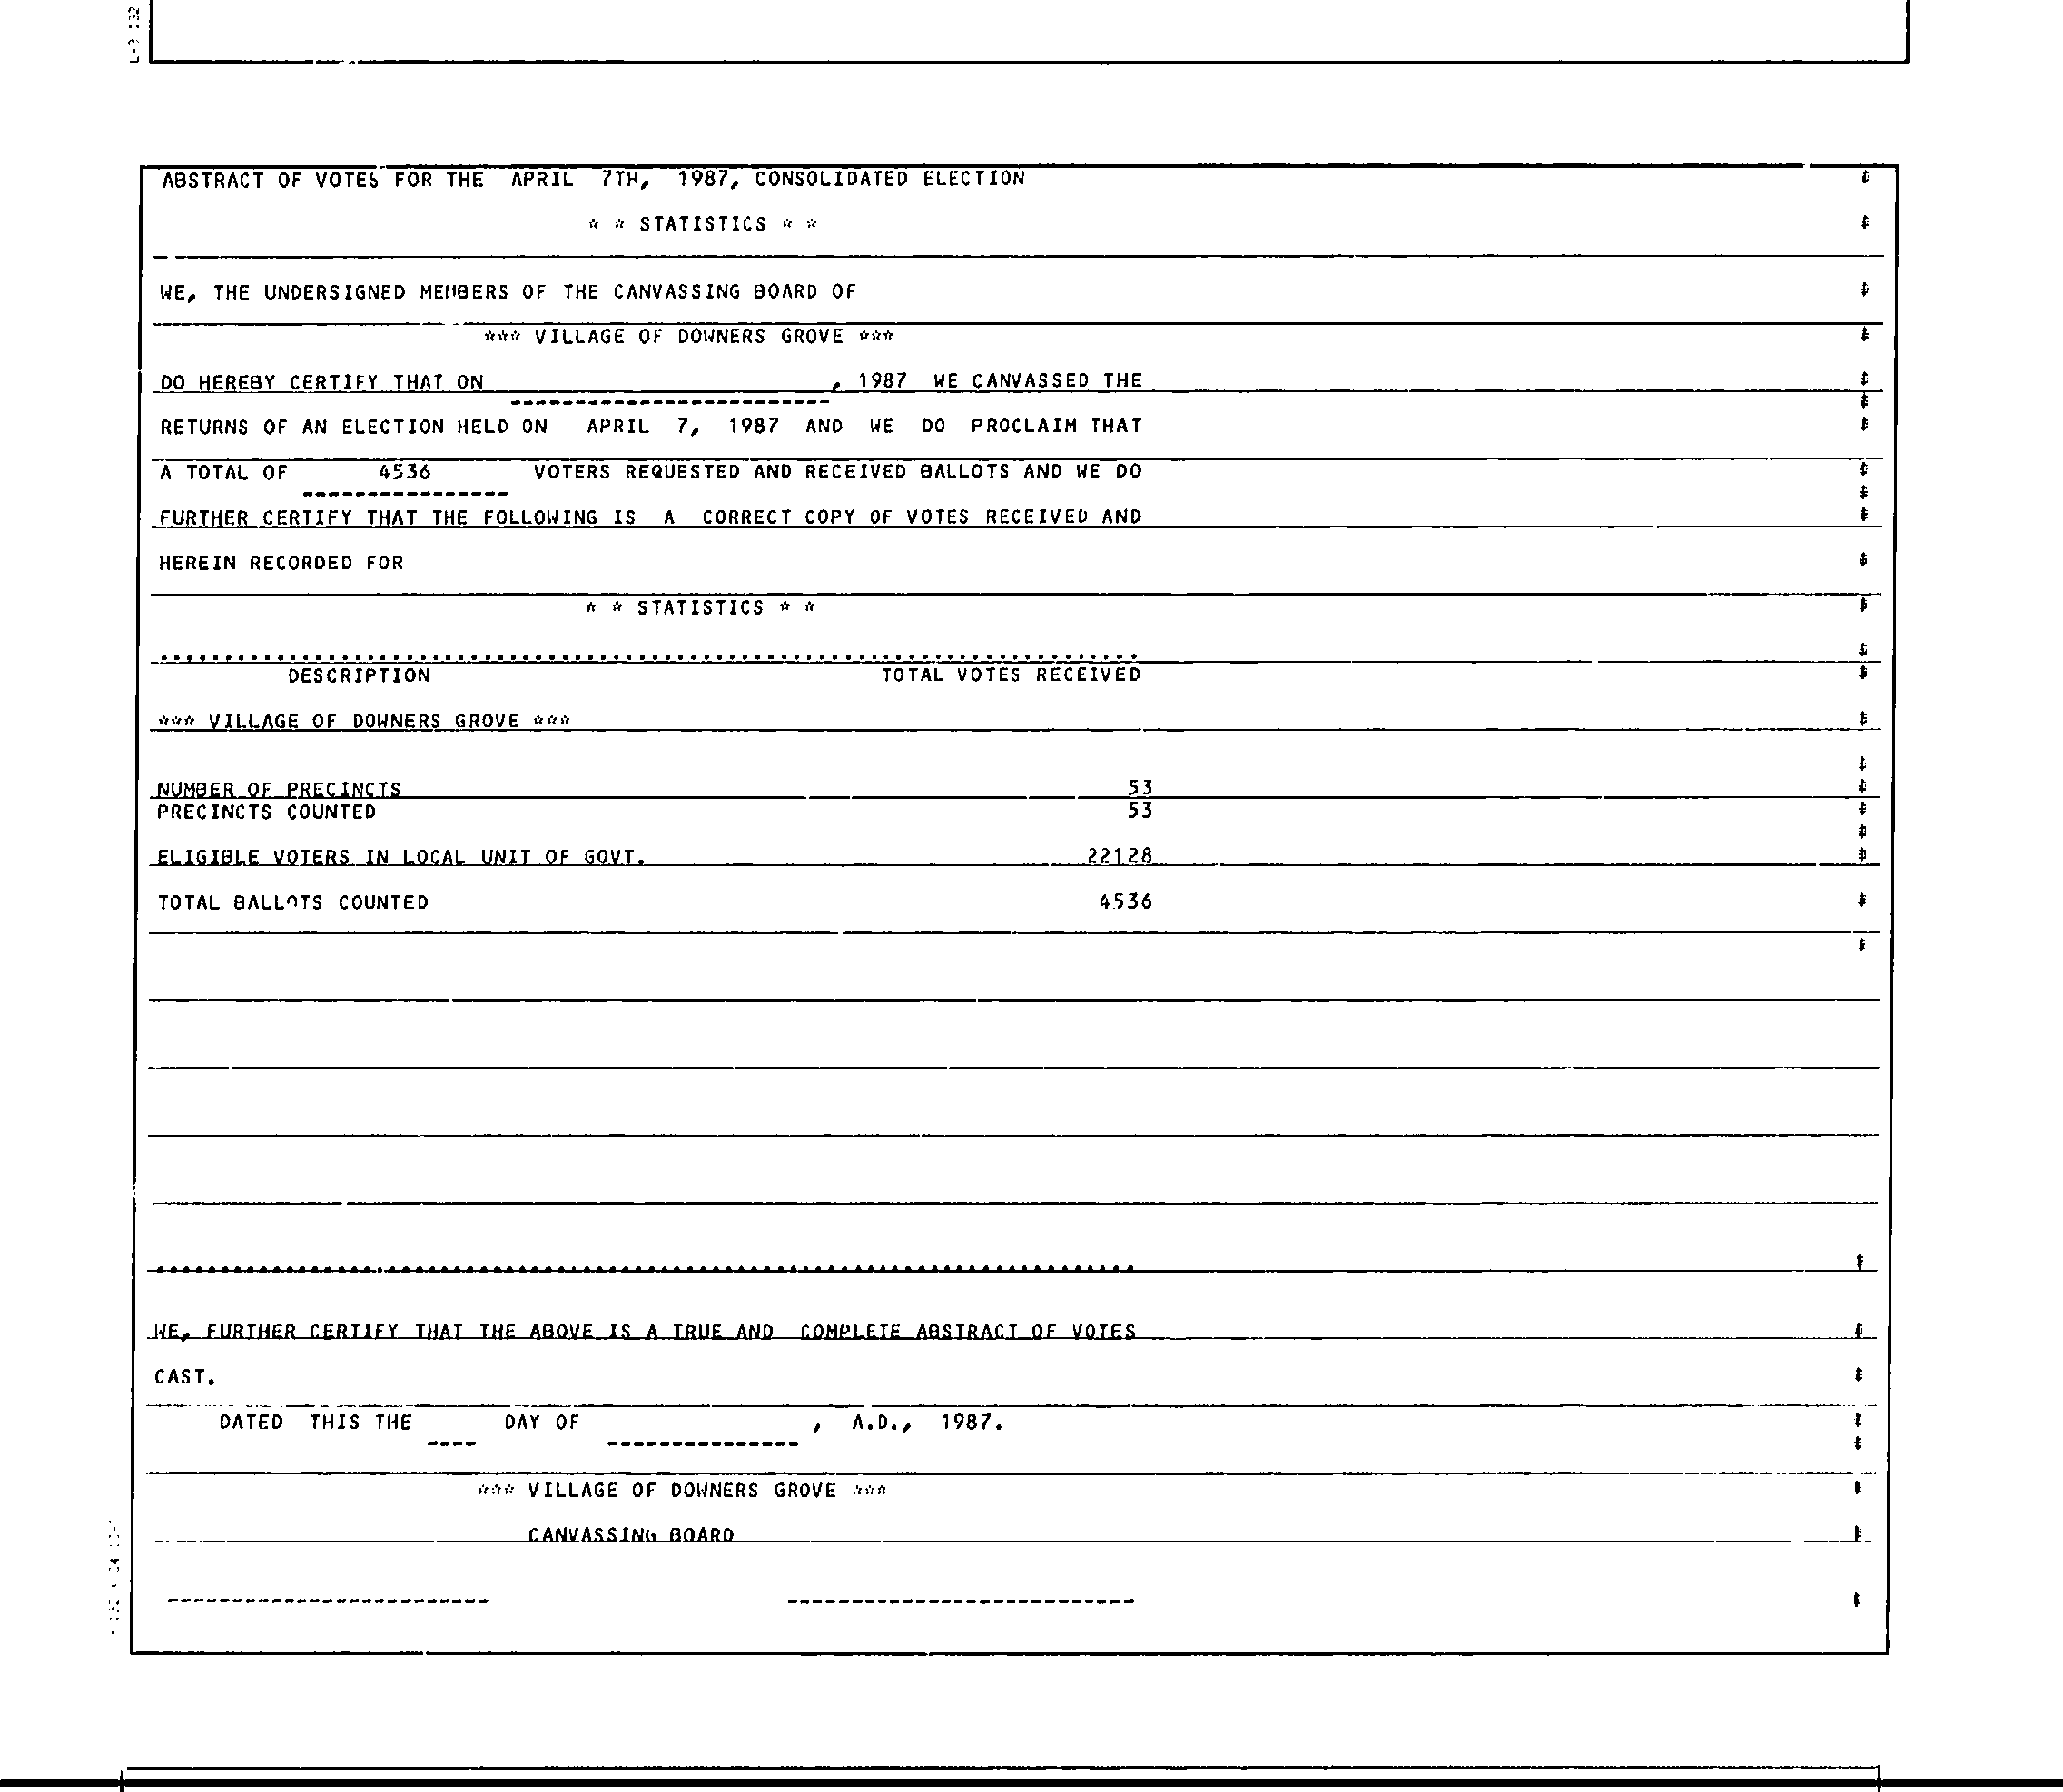 ABSTRACT OF VOTES FOR THE APRIL 7TH, 1987, CONSOLIDATED ELECTION
* * STATISTICS * *
WE, THE UNDERSIGNED MEMBERS OF THE CANVASSING BOARD OF
*** VILLAGE OF DOWNERS GROVE ***
DO HEREBY CERTIFY THAT ON , 1987 WE CANVASSED THE
RETURNS OF AN ELECTION HELD ON APRIL 7, 1987 AND WE DO PROCLAIM THAT
A TOTAL OF 4536 VOTERS REQUESTED AND RECEIVED BALLOTS AND WE DO
FURTHER CERTIFY THAT THE FOLLOWING IS A CORRECT COPY OF VOTES RECEIVED AND
HEREIN RECORDED FOR
* * STATISTICS * *
DESCRIPTION TOTAL VOTES RECEIVED
*** VILLAGE OF DOWNERS GROVE ***
NUMBER OF PRECINCTS 53
PRECINCTS COUNTED 53
ELIGIBLE VOTERS IN LOCAL UNIT OF GOVT. 22128
TOTAL BALLOTS COUNTED 4536
WE, FURTHER CERTIFY THAT THE ABOVE IS A TRUE AND COMPLETE ABSTRACT OF VOTES
CAST.
DATED THIS THE ---- DAY OF ---------------, A.D., 1987.
*** VILLAGE OF DOWNERS GROVE ***
CANVASSING BOARD